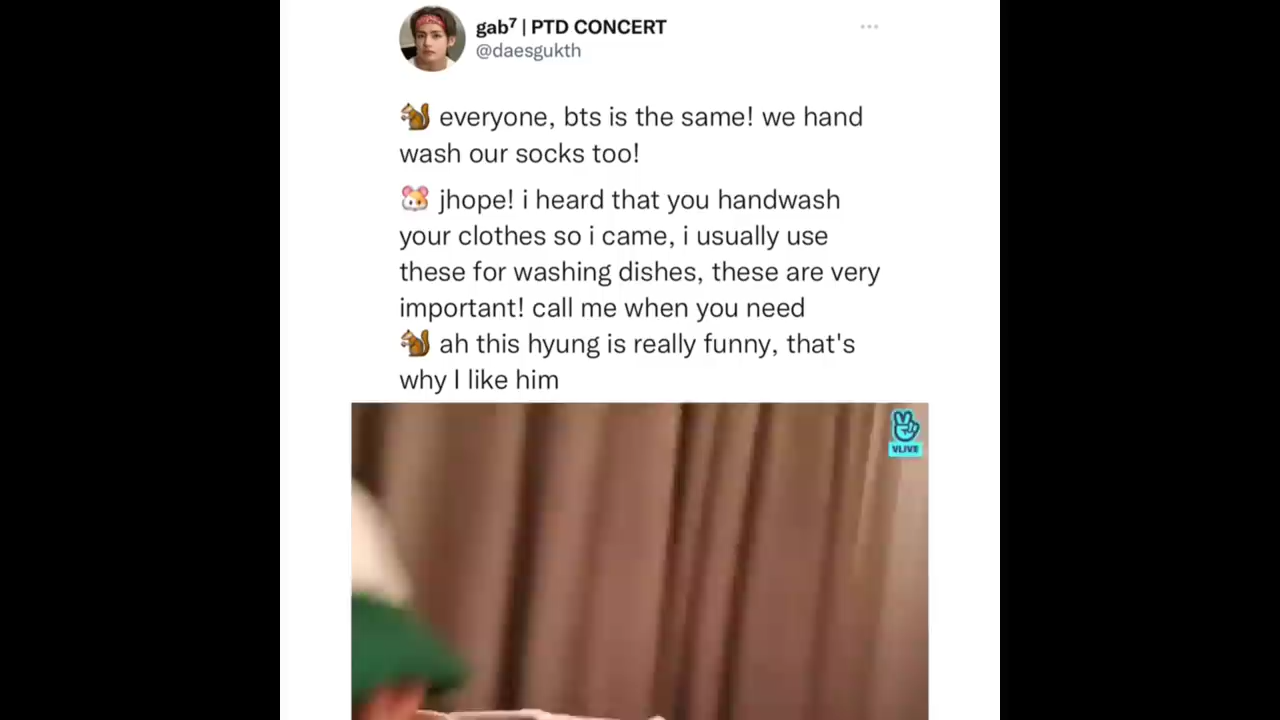 gab⁷ | PTD CONCERT
@daesgukth
🐿️ everyone, bts is the same! we hand
wash our socks too!
🐹 jhope! i heard that you handwash
your clothes so i came, i usually use
these for washing dishes, these are very
important! call me when you need
🐿️ ah this hyung is really funny, that's
why I like him
VLIVE